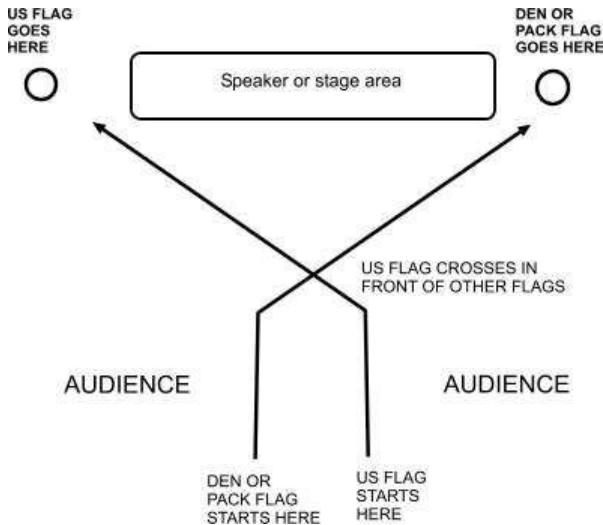 US FLAG
GOES
HERE
DEN OR
PACK FLAG
GOES HERE
Speaker or stage area
US FLAG CROSSES IN
FRONT OF OTHER FLAGS
AUDIENCE
AUDIENCE
DEN OR
PACK FLAG
STARTS HERE
US FLAG
STARTS
HERE